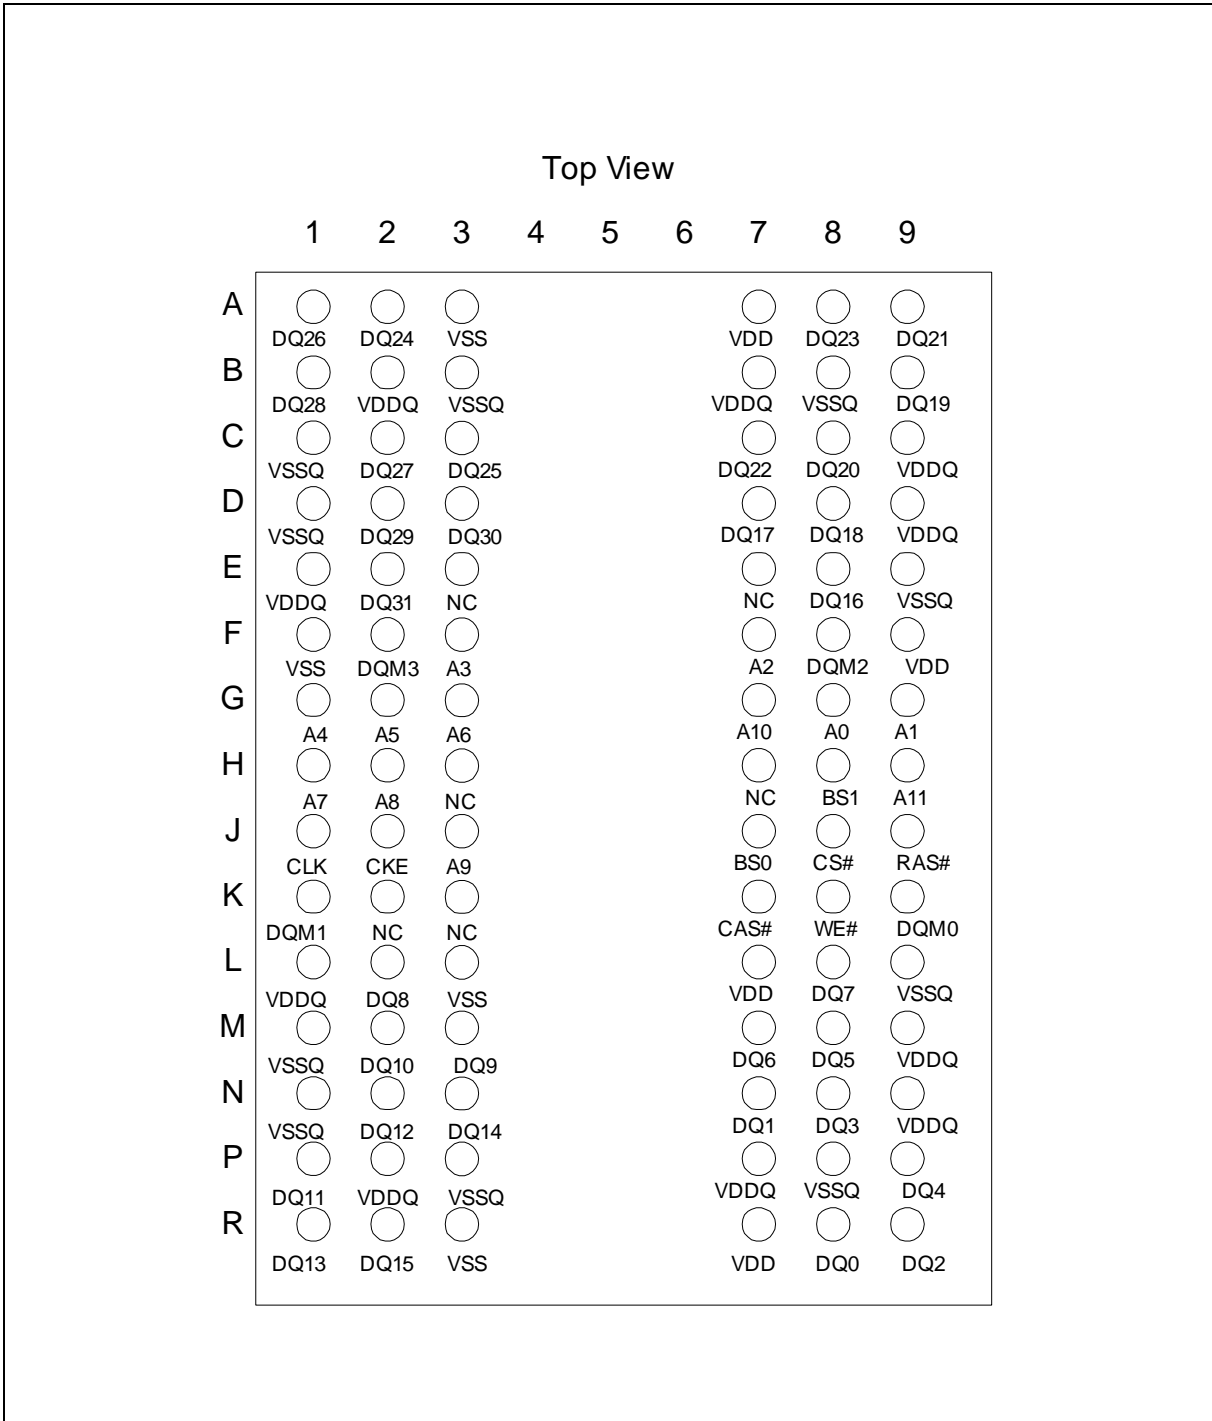 Top View
1 2 3 4 5 6 7 8 9
A
DQ26 DQ24 VSS VDD DQ23 DQ21
B
DQ28 VDDQ VSSQ VDDQ VSSQ DQ19
C
VSSQ DQ27 DQ25 DQ22 DQ20 VDDQ
D
VSSQ DQ29 DQ30 DQ17 DQ18 VDDQ
E
VDDQ DQ31 NC NC DQ16 VSSQ
F
VSS DQM3 A3 A2 DQM2 VDD
G
A4 A5 A6 A10 A0 A1
H
A7 A8 NC NC BS1 A11
J
CLK CKE A9 BS0 CS# RAS#
K
DQM1 NC NC CAS# WE# DQM0
L
VDDQ DQ8 VSS VDD DQ7 VSSQ
M
VSSQ DQ10 DQ9 DQ6 DQ5 VDDQ
N
VSSQ DQ12 DQ14 DQ1 DQ3 VDDQ
P
DQ11 VDDQ VSSQ VDDQ VSSQ DQ4
R
DQ13 DQ15 VSS VDD DQ0 DQ2